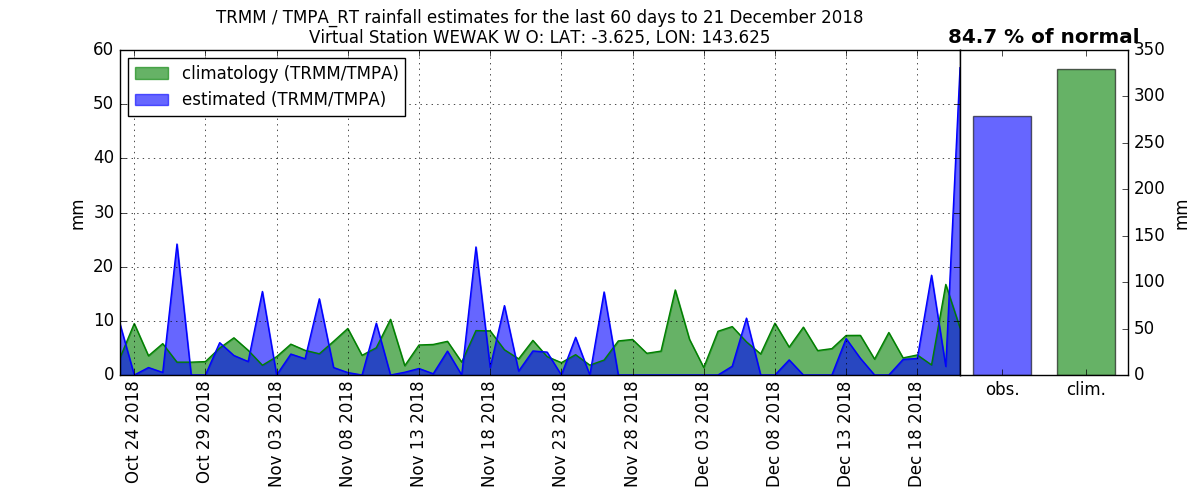 TRMM / TMPA_RT rainfall estimates for the last 60 days to 21 December 2018
Virtual Station WEWAK W O: LAT: -3.625, LON: 143.625
84.7 % of normal
climatology (TRMM/TMPA)
estimated (TRMM/TMPA)
60
50
40
30
20
10
0
mm
Oct 24 2018
Oct 29 2018
Nov 03 2018
Nov 08 2018
Nov 13 2018
Nov 18 2018
Nov 23 2018
Nov 28 2018
Dec 03 2018
Dec 08 2018
Dec 13 2018
Dec 18 2018
obs.
clim.
350
300
250
200
150
100
50
0
mm